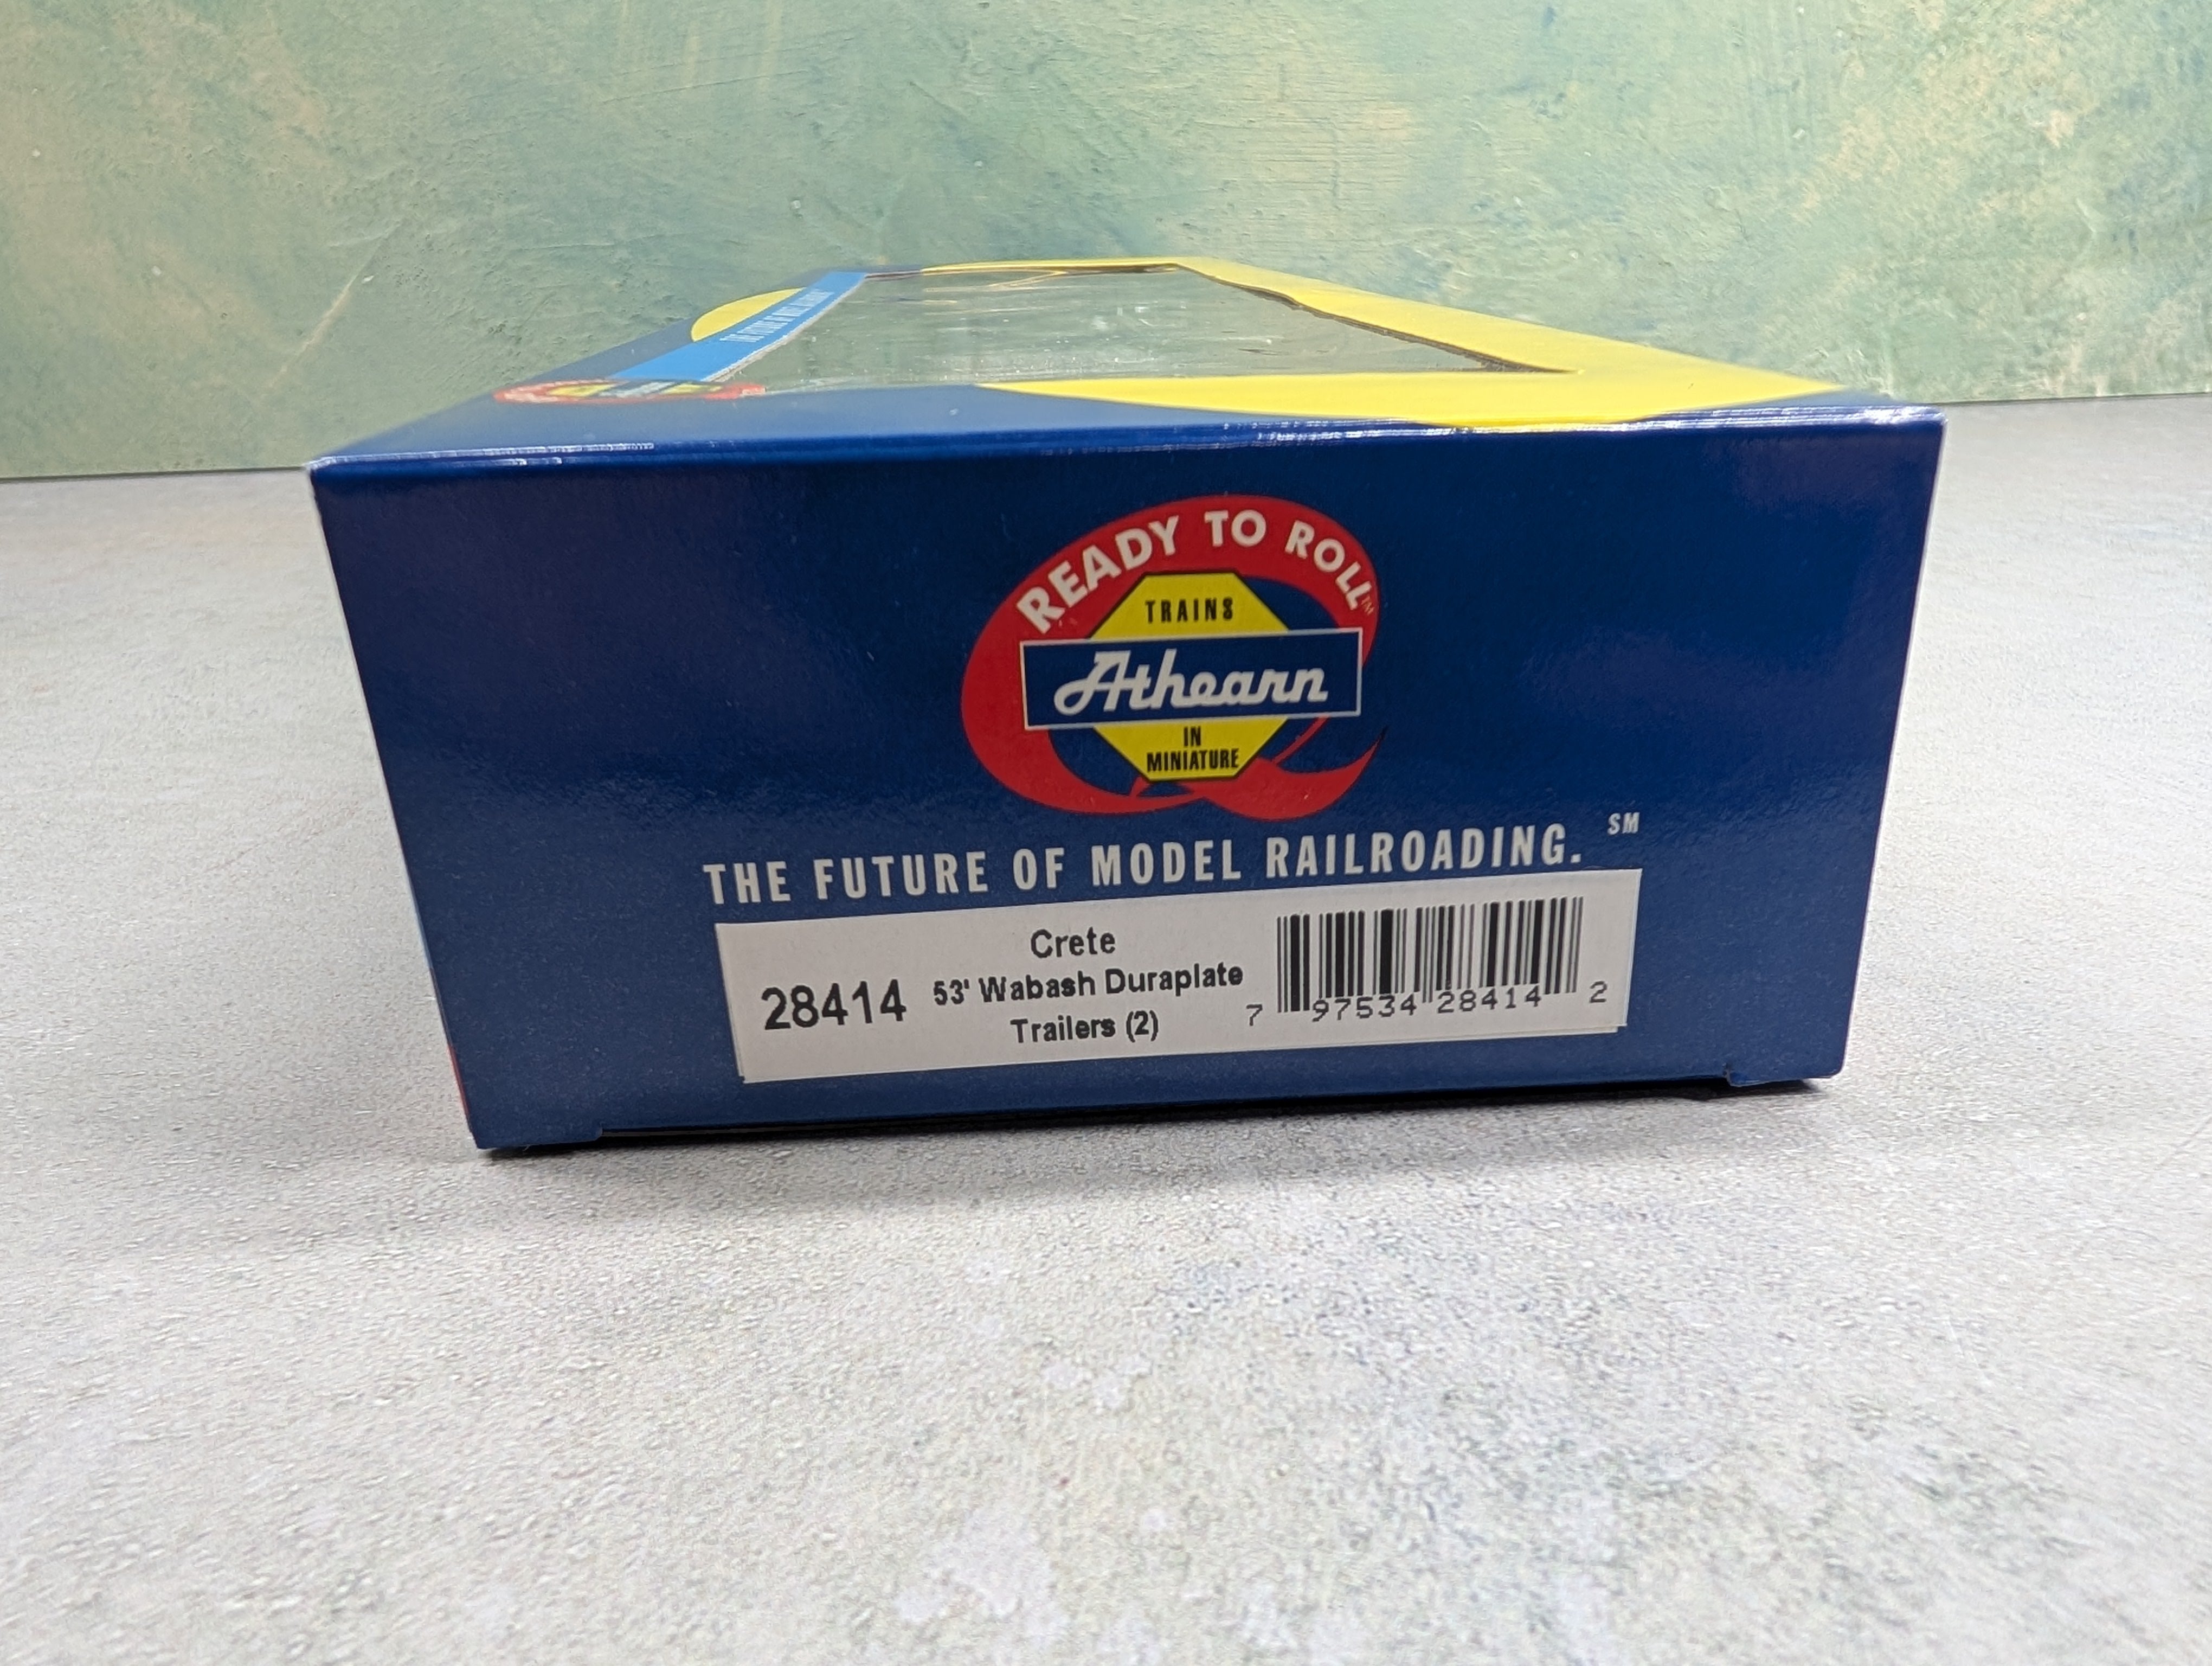 READY TO ROLL™
TRAINS
Athearn
IN
MINIATURE
THE FUTURE OF MODEL RAILROADING. SM
Crete
28414 53' Wabash Duraplate
Trailers (2)
7 97534 28414 2